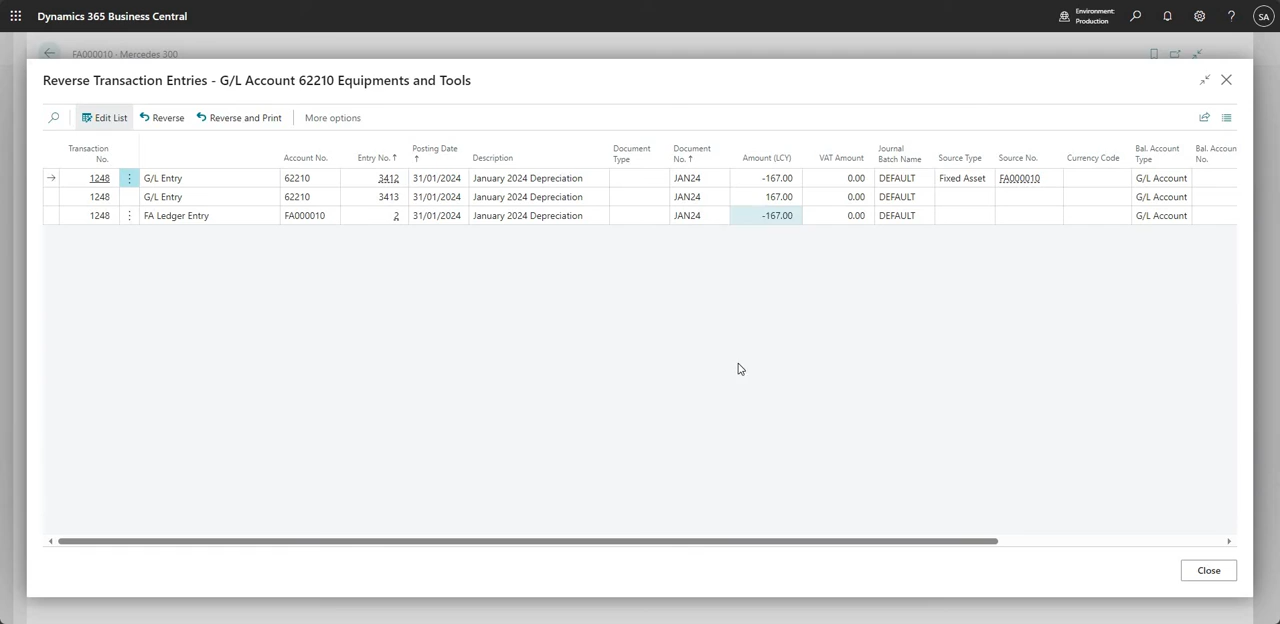 Dynamics 365 Business Central
Environment:
Production
SA
FA000010 · Mercedes 300
Reverse Transaction Entries - G/L Account 62210 Equipments and Tools
Edit List
Reverse
Reverse and Print
More options
Transaction No.
Account No.
Entry No. ↑
Posting Date ↑
Description
Document Type
Document No. ↑
Amount (LCY)
VAT Amount
Journal Batch Name
Source Type
Source No.
Currency Code
Bal. Account Type
Bal. Accoun No.
1248 G/L Entry 62210 3412 31/01/2024 January 2024 Depreciation JAN24 -167.00 0.00 DEFAULT Fixed Asset FA000010 G/L Account
1248 G/L Entry 62210 3413 31/01/2024 January 2024 Depreciation JAN24 167.00 0.00 DEFAULT G/L Account
1248 FA Ledger Entry FA000010 2 31/01/2024 January 2024 Depreciation JAN24 -167.00 0.00 DEFAULT G/L Account
Close